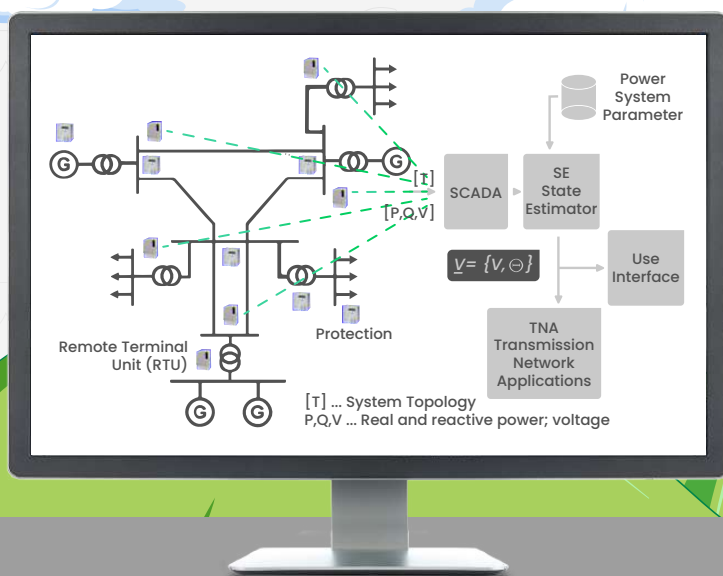 Power
System
Parameter
G
G
[T]
[P,Q,V]
SCADA
SE
State
Estimator
V= {V, Θ}
Use
Interface
TNA
Transmission
Network
Applications
Protection
Remote Terminal
Unit (RTU)
G
G
[T] ... System Topology
P,Q,V ... Real and reactive power; voltage